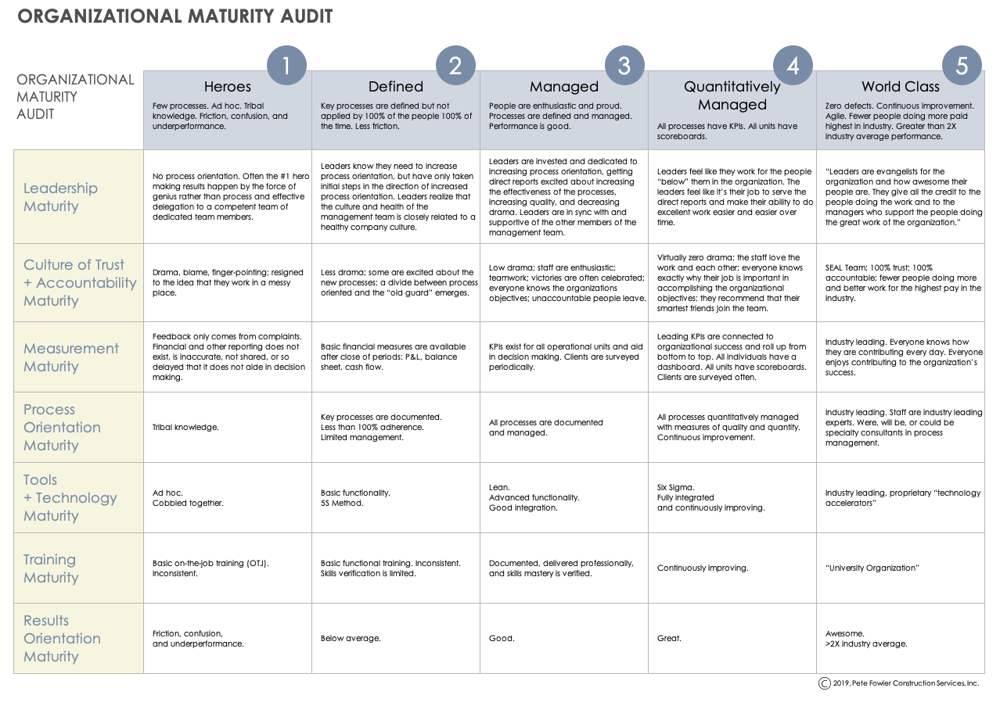 ORGANIZATIONAL MATURITY AUDIT
ORGANIZATIONAL
MATURITY
AUDIT
1
Heroes
Few processes. Ad hoc. Tribal
knowledge. Friction, confusion, and
underperformance.
2
Defined
Key processes are defined but not
applied by 100% of the people 100% of
the time. Less friction.
3
Managed
People are enthusiastic and proud.
Processes are defined and managed.
Performance is good.
4
Quantitatively
Managed
All processes have KPIs. All units have
scoreboards.
5
World Class
Zero defects. Continuous improvement.
Agile. Fewer people doing more paid
highest in industry. Greater than 2X
industry average performance.
Leadership
Maturity
No process orientation. Often the #1 hero
making results happen by the force of
genius rather than process and effective
delegation to a competent team of
dedicated team members.
Leaders know they need to increase
process orientation, but have only taken
initial steps in the direction of increased
process orientation. Leaders realize that
the culture and health of the
management team is closely related to a
healthy company culture.
Leaders are invested and dedicated to
increasing process orientation, getting
direct reports excited about increasing
the effectiveness of the processes,
increasing quality, and decreasing
drama. Leaders are in sync with and
supportive of the other members of the
management team.
Leaders feel like they work for the people
“below” them in the organization. The
leaders feel like it’s their job to serve the
direct reports and make their ability to do
excellent work easier and easier over
time.
“Leaders are evangelists for the
organization and how awesome their
people are. They give all the credit to the
people doing the work and to the
managers who support the people doing
the great work of the organization.”
Culture of Trust
+ Accountability
Maturity
Drama, blame, finger-pointing; resigned
to the idea that they work in a messy
place.
Less drama; some are excited about the
new processes; a divide between process
oriented and the “old guard” emerges.
Low drama; staff are enthusiastic;
teamwork; victories are often celebrated;
everyone knows the organizations
objectives; unaccountable people leave.
Virtually zero drama; the staff love the
work and each other; everyone knows
exactly why their job is important in
accomplishing the organizational
objectives; they recommend that their
smartest friends join the team.
SEAL Team; 100% trust; 100%
accountable; fewer people doing more
and better work for the highest pay in the
industry.
Measurement
Maturity
Feedback only comes from complaints.
Financial and other reporting does not
exist, is inaccurate, not shared, or so
delayed that it does not aide in decision
making.
Basic financial measures are available
after close of periods: P&L, balance
sheet, cash flow.
KPIs exist for all operational units and aid
in decision making. Clients are surveyed
periodically.
Leading KPIs are connected to
organizational success and roll up from
bottom to top. All individuals have a
dashboard. All units have scoreboards.
Clients are surveyed often.
Industry leading. Everyone knows how
they are contributing every day. Everyone
enjoys contributing to the organization’s
success.
Process
Orientation
Maturity
Tribal knowledge.
Key processes are documented.
Less than 100% adherence.
Limited management.
All processes are documented
and managed.
All processes quantitatively managed
with measures of quality and quantity.
Continuous improvement.
Industry leading. Staff are industry leading
experts. Were, will be, or could be
specialty consultants in process
management.
Tools
+ Technology
Maturity
Ad hoc.
Cobbled together.
Basic functionality.
5S Method.
Lean.
Advanced functionality.
Good integration.
Six Sigma.
Fully integrated
and continuously improving.
Industry leading, proprietary “technology
accelerators”
Training
Maturity
Basic on-the-job training (OTJ).
Inconsistent.
Basic functional training. Inconsistent.
Skills verification is limited.
Documented, delivered professionally,
and skills mastery is verified.
Continuously improving.
“University Organization”
Results
Orientation
Maturity
Friction, confusion,
and underperformance.
Below average.
Good.
Great.
Awesome.
>2X industry average.
© 2019, Pete Fowler Construction Services, Inc.